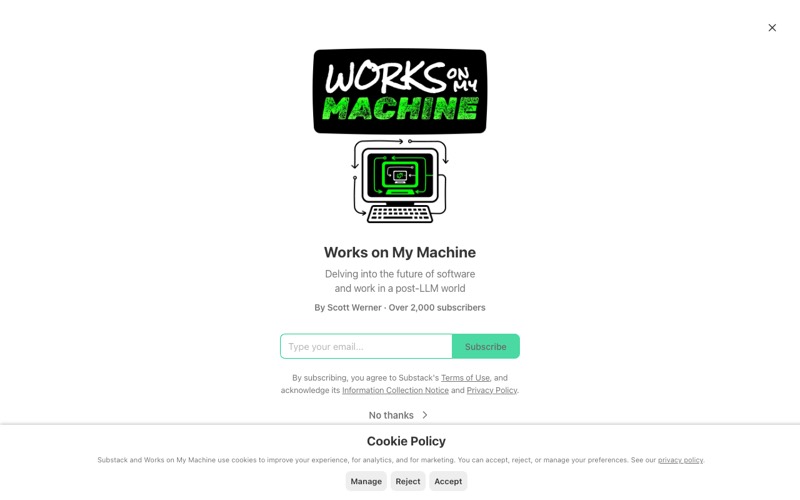 WORKS ON MY
MACHINE
Works on My Machine
Delving into the future of software
and work in a post-LLM world
By Scott Werner · Over 2,000 subscribers
Type your email...
Subscribe
By subscribing, you agree to Substack's Terms of Use, and
acknowledge its Information Collection Notice and Privacy Policy.
No thanks
Cookie Policy
Substack and Works on My Machine use cookies to improve your experience, for analytics, and for marketing. You can accept, reject, or manage your preferences. See our privacy policy.
Manage
Reject
Accept